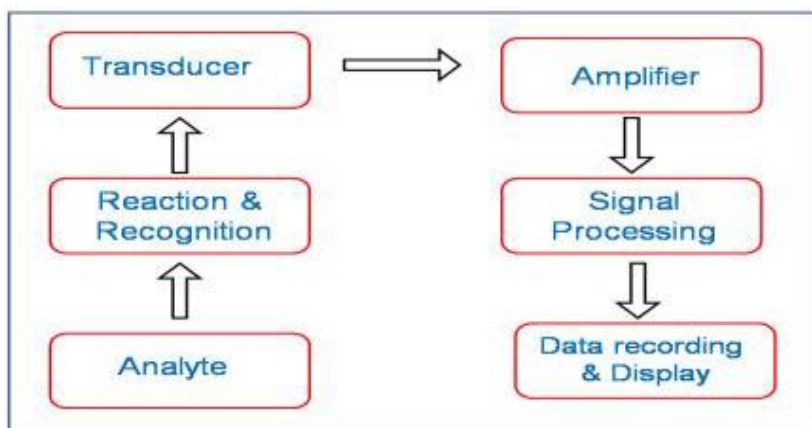 Transducer
Amplifier
Reaction &
Recognition
Signal
Processing
Analyte
Data recording
& Display